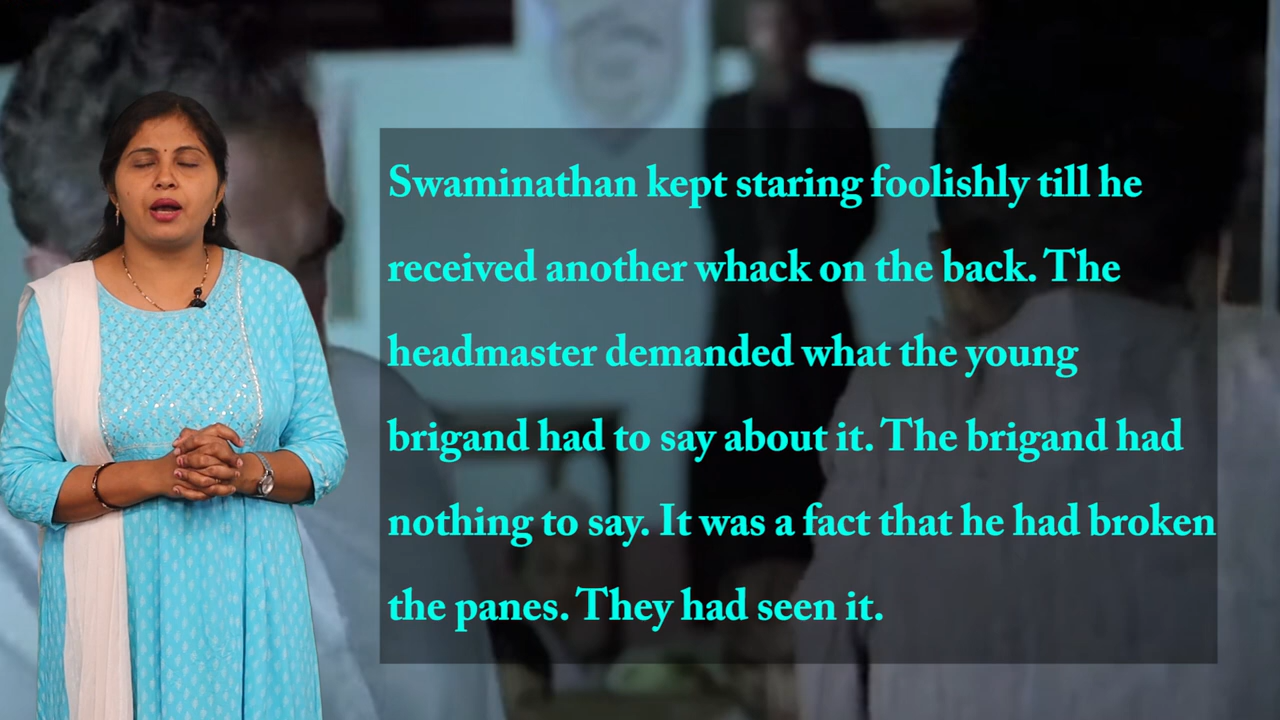 Swaminathan kept staring foolishly till he
received another whack on the back. The
headmaster demanded what the young
brigand had to say about it. The brigand had
nothing to say. It was a fact that he had broken
the panes. They had seen it.